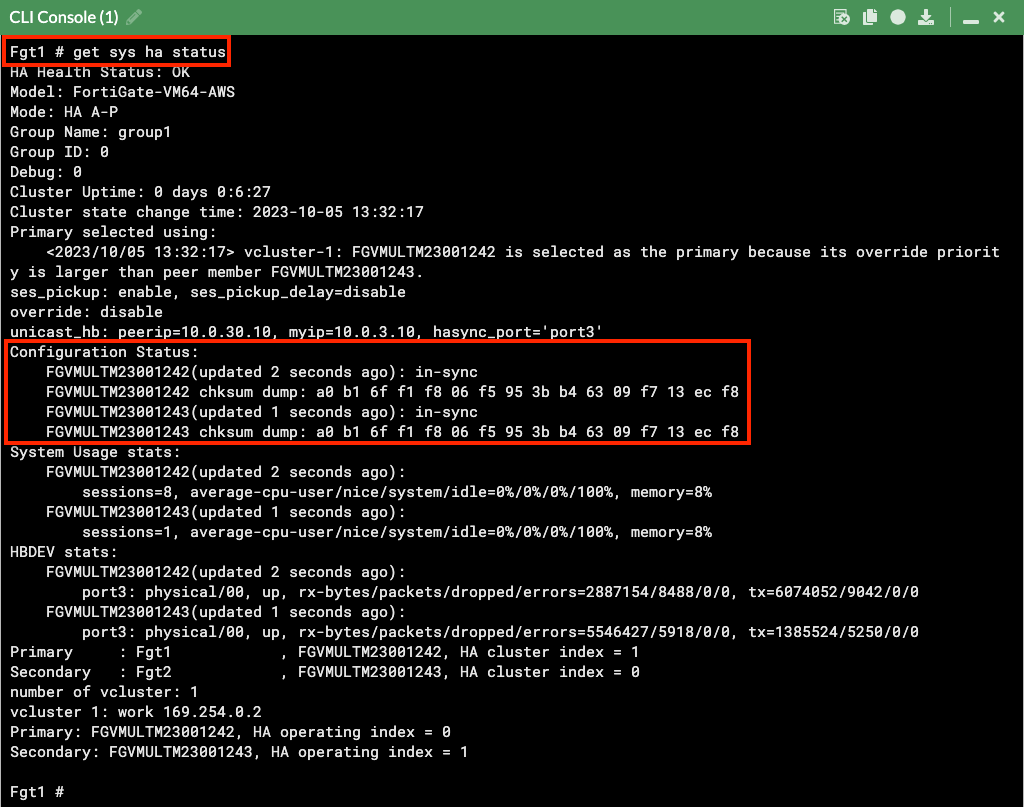 CLI Console (1)
Fgt1 # get sys ha status
HA Health Status: OK
Model: FortiGate-VM64-AWS
Mode: HA A-P
Group Name: group1
Group ID: 0
Debug: 0
Cluster Uptime: 0 days 0:6:27
Cluster state change time: 2023-10-05 13:32:17
Primary selected using:
    <2023/10/05 13:32:17> vcluster-1: FGVMULTM23001242 is selected as the primary because its override priorit
y is larger than peer member FGVMULTM23001243.
ses_pickup: enable, ses_pickup_delay=disable
override: disable
unicast_hb: peerip=10.0.30.10, myip=10.0.3.10, hasync_port='port3'
Configuration Status:
    FGVMULTM23001242(updated 2 seconds ago): in-sync
    FGVMULTM23001242 chksum dump: a0 b1 6f f1 f8 06 f5 95 3b b4 63 09 f7 13 ec f8
    FGVMULTM23001243(updated 1 seconds ago): in-sync
    FGVMULTM23001243 chksum dump: a0 b1 6f f1 f8 06 f5 95 3b b4 63 09 f7 13 ec f8
System Usage stats:
    FGVMULTM23001242(updated 2 seconds ago):
        sessions=8, average-cpu-user/nice/system/idle=0%/0%/0%/100%, memory=8%
    FGVMULTM23001243(updated 1 seconds ago):
        sessions=1, average-cpu-user/nice/system/idle=0%/0%/0%/100%, memory=8%
HBDEV stats:
    FGVMULTM23001242(updated 2 seconds ago):
        port3: physical/00, up, rx-bytes/packets/dropped/errors=2887154/8488/0/0, tx=6074052/9042/0/0
    FGVMULTM23001243(updated 1 seconds ago):
        port3: physical/00, up, rx-bytes/packets/dropped/errors=5546427/5918/0/0, tx=1385524/5250/0/0
Primary     : Fgt1            , FGVMULTM23001242, HA cluster index = 1
Secondary   : Fgt2            , FGVMULTM23001243, HA cluster index = 0
number of vcluster: 1
vcluster 1: work 169.254.0.2
Primary: FGVMULTM23001242, HA operating index = 0
Secondary: FGVMULTM23001243, HA operating index = 1
Fgt1 #